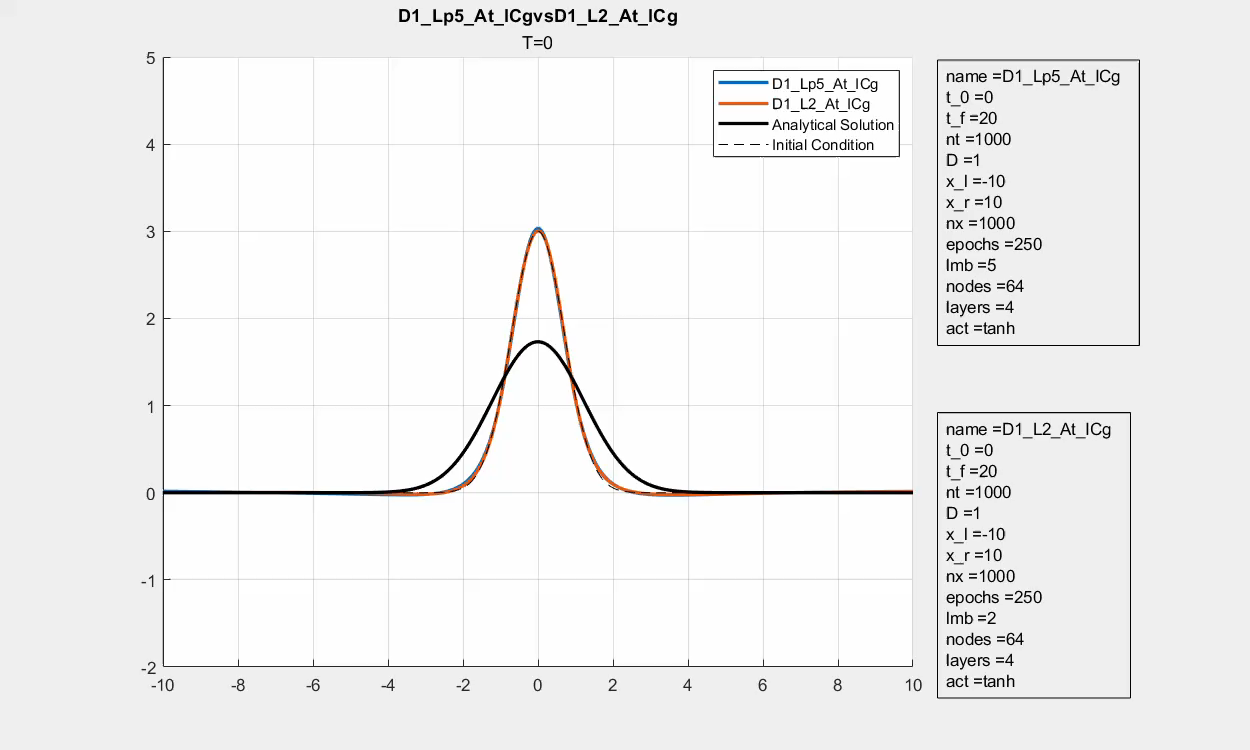 D1_Lp5_At_ICgvsD1_L2_At_ICg
T=0
5
4
3
2
1
0
-1
-2
-10 -8 -6 -4 -2 0 2 4 6 8 10
D1_Lp5_At_ICg
D1_L2_At_ICg
Analytical Solution
Initial Condition
name =D1_Lp5_At_ICg
t_0 =0
t_f =20
nt =1000
D =1
x_l =-10
x_r =10
nx =1000
epochs =250
lmb =5
nodes =64
layers =4
act =tanh
name =D1_L2_At_ICg
t_0 =0
t_f =20
nt =1000
D =1
x_l =-10
x_r =10
nx =1000
epochs =250
lmb =2
nodes =64
layers =4
act =tanh